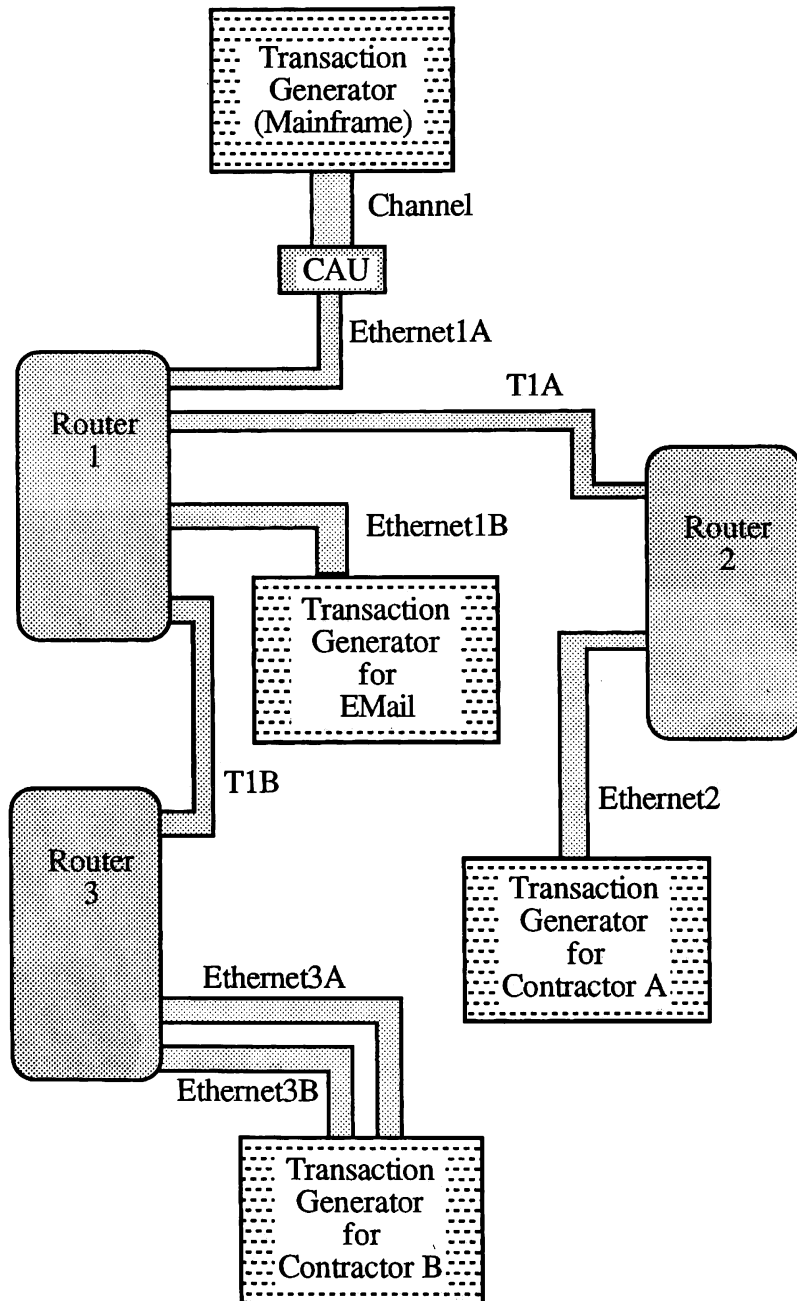 Transaction
Generator
(Mainframe)
Channel
CAU
Ethernet1A
T1A
Router
1
Router
2
Ethernet1B
Transaction
Generator
for
EMail
T1B
Ethernet2
Router
3
Transaction
Generator
for
Contractor A
Ethernet3A
Ethernet3B
Transaction
Generator
for
Contractor B